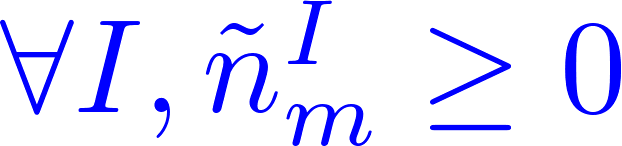 ∀I, ñ_m^I ≥ 0